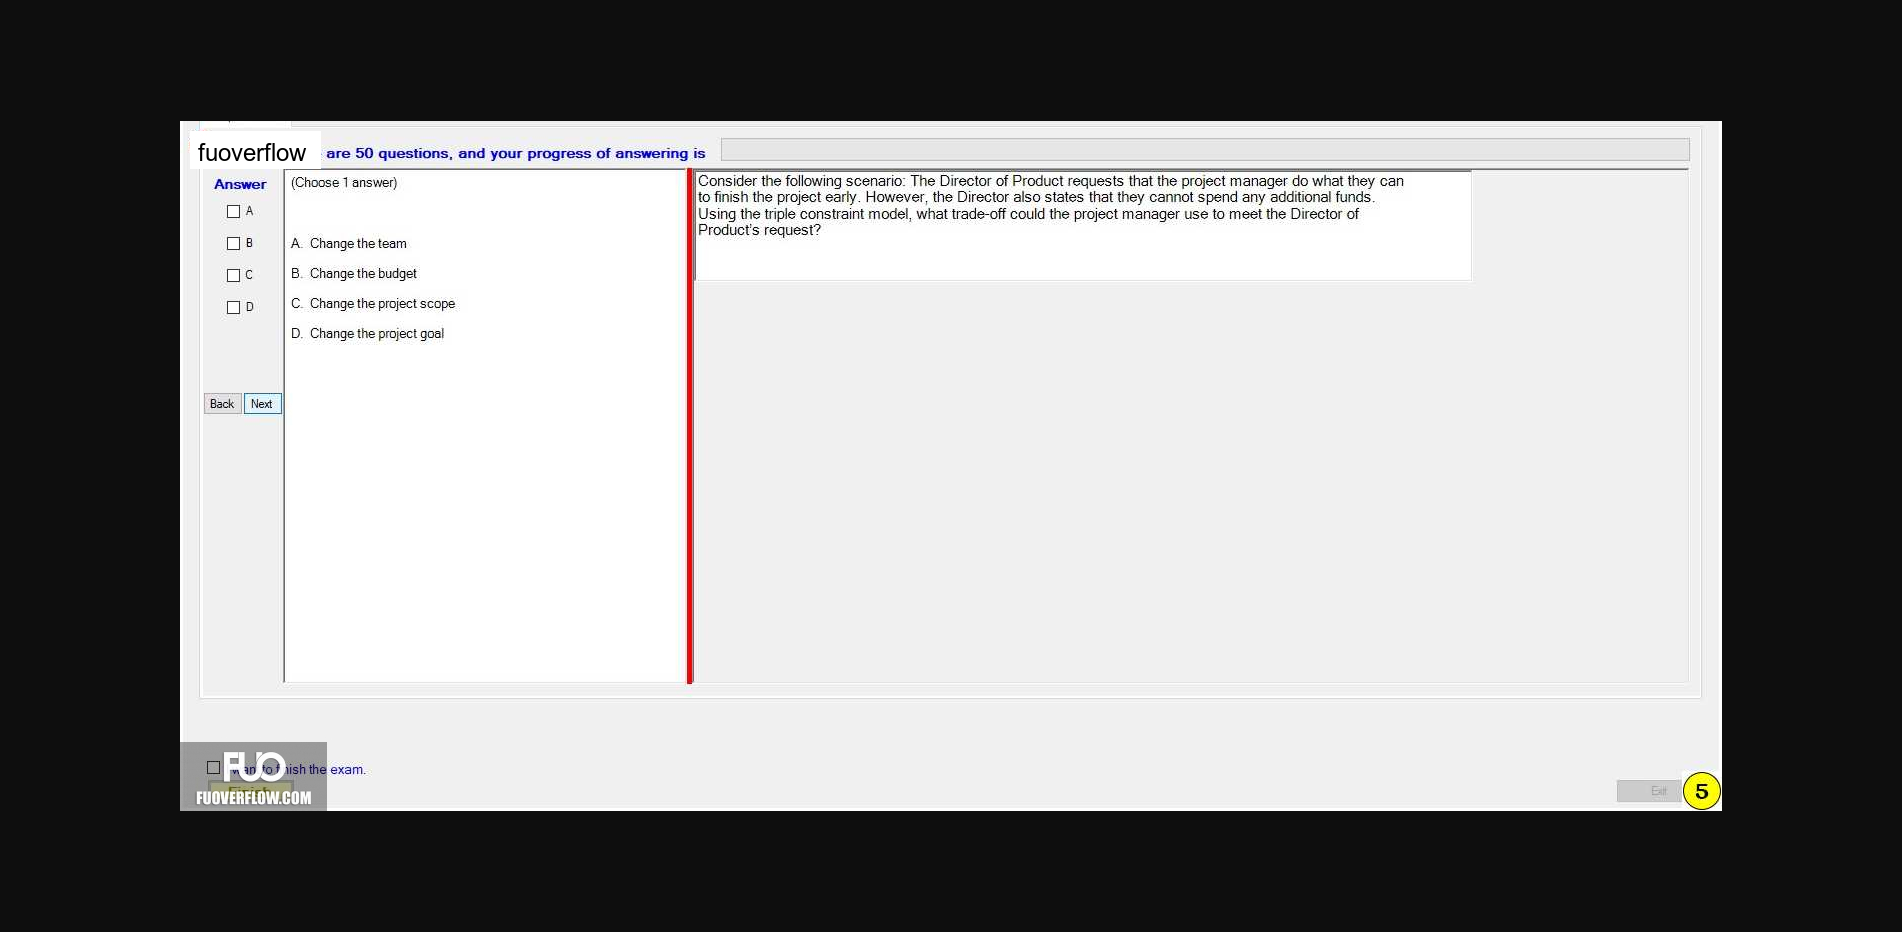 fuoverflow are 50 questions, and your progress of answering is
Answer
(Choose 1 answer)
A
B
C
D
A. Change the team
B. Change the budget
C. Change the project scope
D. Change the project goal
Back Next
Consider the following scenario: The Director of Product requests that the project manager do what they can
to finish the project early. However, the Director also states that they cannot spend any additional funds.
Using the triple constraint model, what trade-off could the project manager use to meet the Director of
Product's request?
FUO
want to finish the exam.
Finish
FUOVERFLOW.COM
Exit
5